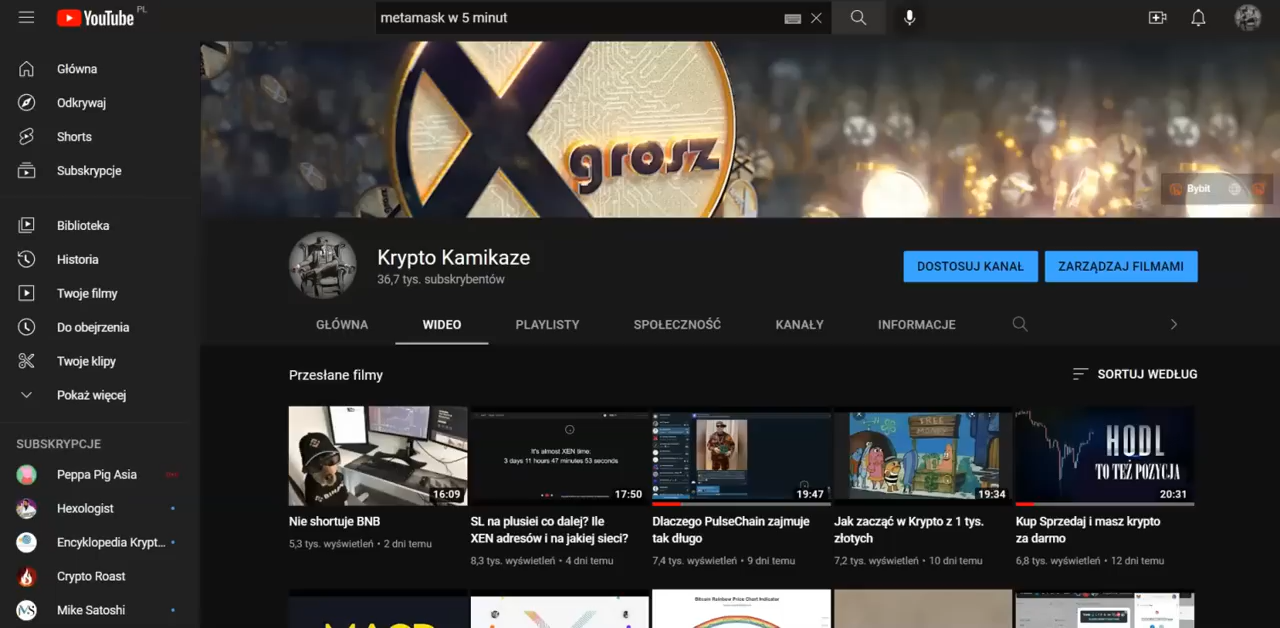 YouTube PL
metamask w 5 minut
Główna
Odkrywaj
Shorts
Subskrypcje
Biblioteka
Historia
Twoje filmy
Do obejrzenia
Twoje klipy
Pokaż więcej
SUBSKRYPCJE
Peppa Pig Asia
Hexologist
Encyklopedia Krypt...
Crypto Roast
Mike Satoshi
X grosz
Bybit
Krypto Kamikaze
36,7 tys. subskrybentów
DOSTOSUJ KANAŁ
ZARZĄDZAJ FILMAMI
GŁÓWNA
WIDEO
PLAYLISTY
SPOŁECZNOŚĆ
KANAŁY
INFORMACJE
Przesłane filmy
SORTUJ WEDŁUG
16:09
Nie shortuje BNB
5,3 tys. wyświetleń • 2 dni temu
It's almost XEN time:
3 days 11 hours 47 minutes 53 seconds
17:50
SL na plusiei co dalej? Ile
XEN adresów i na jakiej sieci?
8,3 tys. wyświetleń • 4 dni temu
19:47
Dlaczego PulseChain zajmuje
tak długo
7,4 tys. wyświetleń • 9 dni temu
FREE
19:34
Jak zacząć w Krypto z 1 tys.
złotych
7,2 tys. wyświetleń • 10 dni temu
HODL
TO TEŻ POZYCJA
20:31
Kup Sprzedaj i masz krypto
za darmo
6,8 tys. wyświetleń • 12 dni temu
MACD
Bitcoin Rainbow Price Chart Indicator